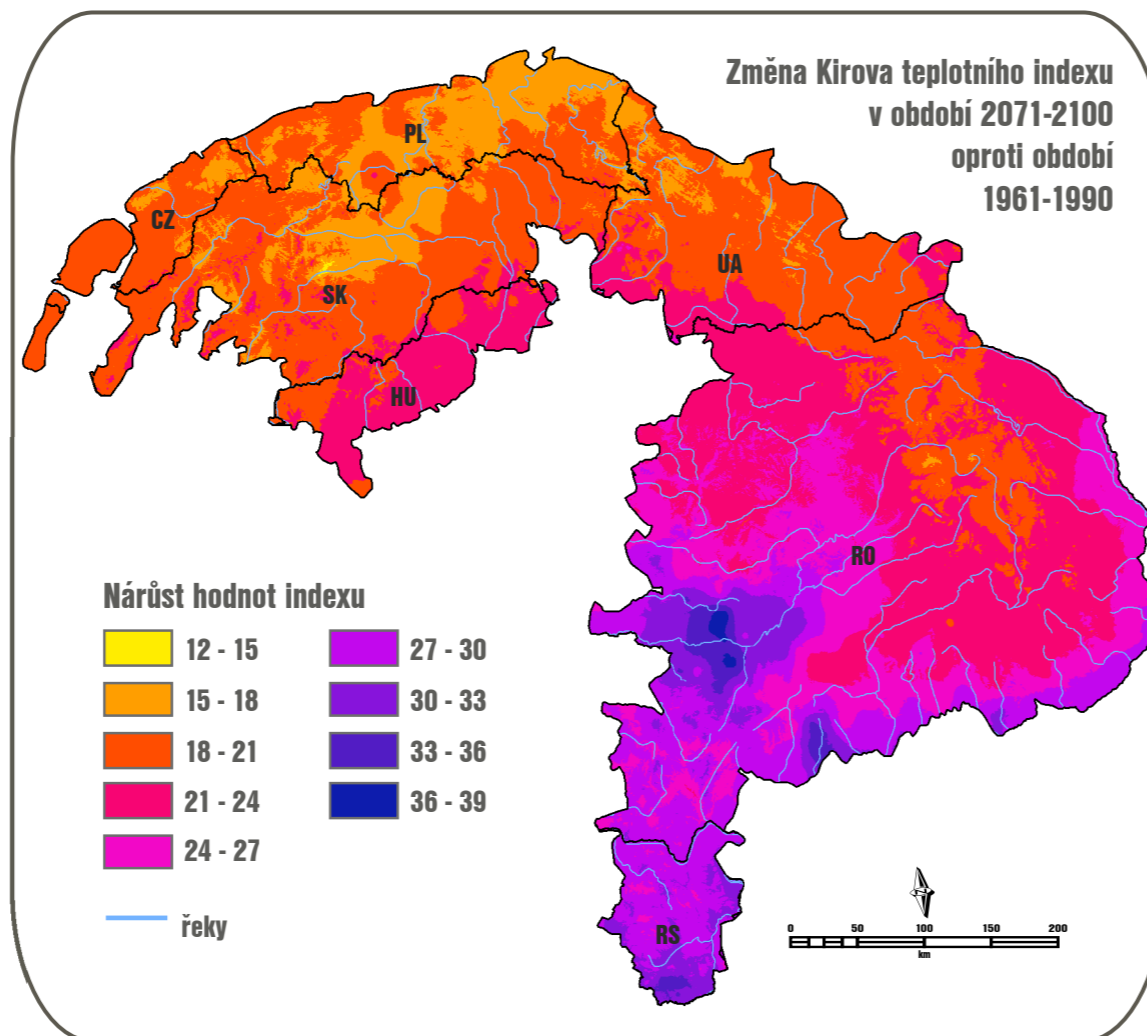 Změna Kirova teplotního indexu
v období 2071-2100
oproti období
1961-1990
PL
CZ
SK
UA
HU
RO
RS
Nárůst hodnot indexu
12 - 15
15 - 18
18 - 21
21 - 24
24 - 27
27 - 30
30 - 33
33 - 36
36 - 39
řeky
0 50 100 150 200
km